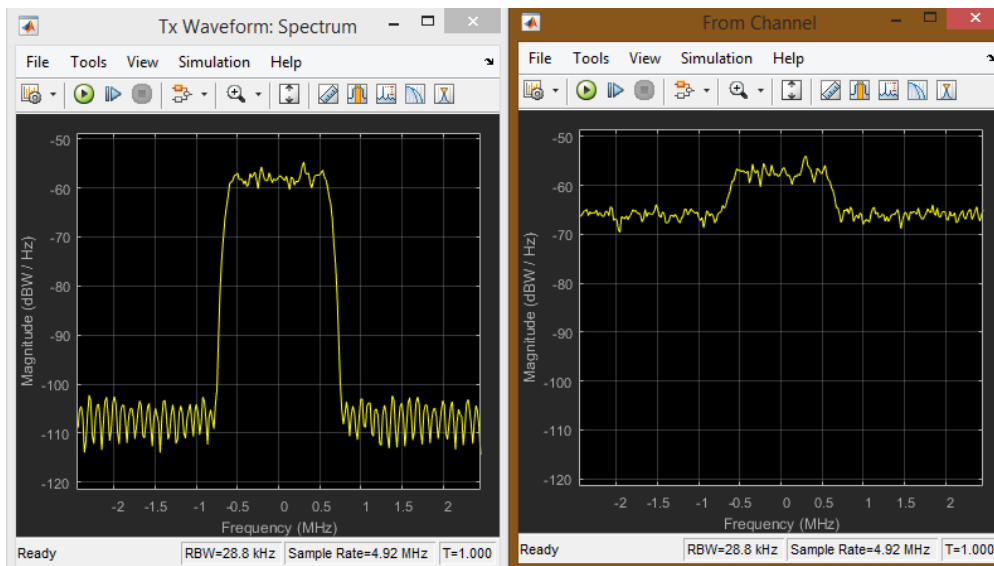 Tx Waveform: Spectrum
File Tools View Simulation Help
-50
-60
-70
-80
-90
-100
-110
-120
Magnitude (dBW / Hz)
-2 -1.5 -1 -0.5 0 0.5 1 1.5 2
Frequency (MHz)
Ready RBW=28.8 kHz Sample Rate=4.92 MHz T=1.000
From Channel
File Tools View Simulation Help
-50
-60
-70
-80
-90
-100
-110
-120
Magnitude (dBW / Hz)
-2 -1.5 -1 -0.5 0 0.5 1 1.5 2
Frequency (MHz)
Ready RBW=28.8 kHz Sample Rate=4.92 MHz T=1.000